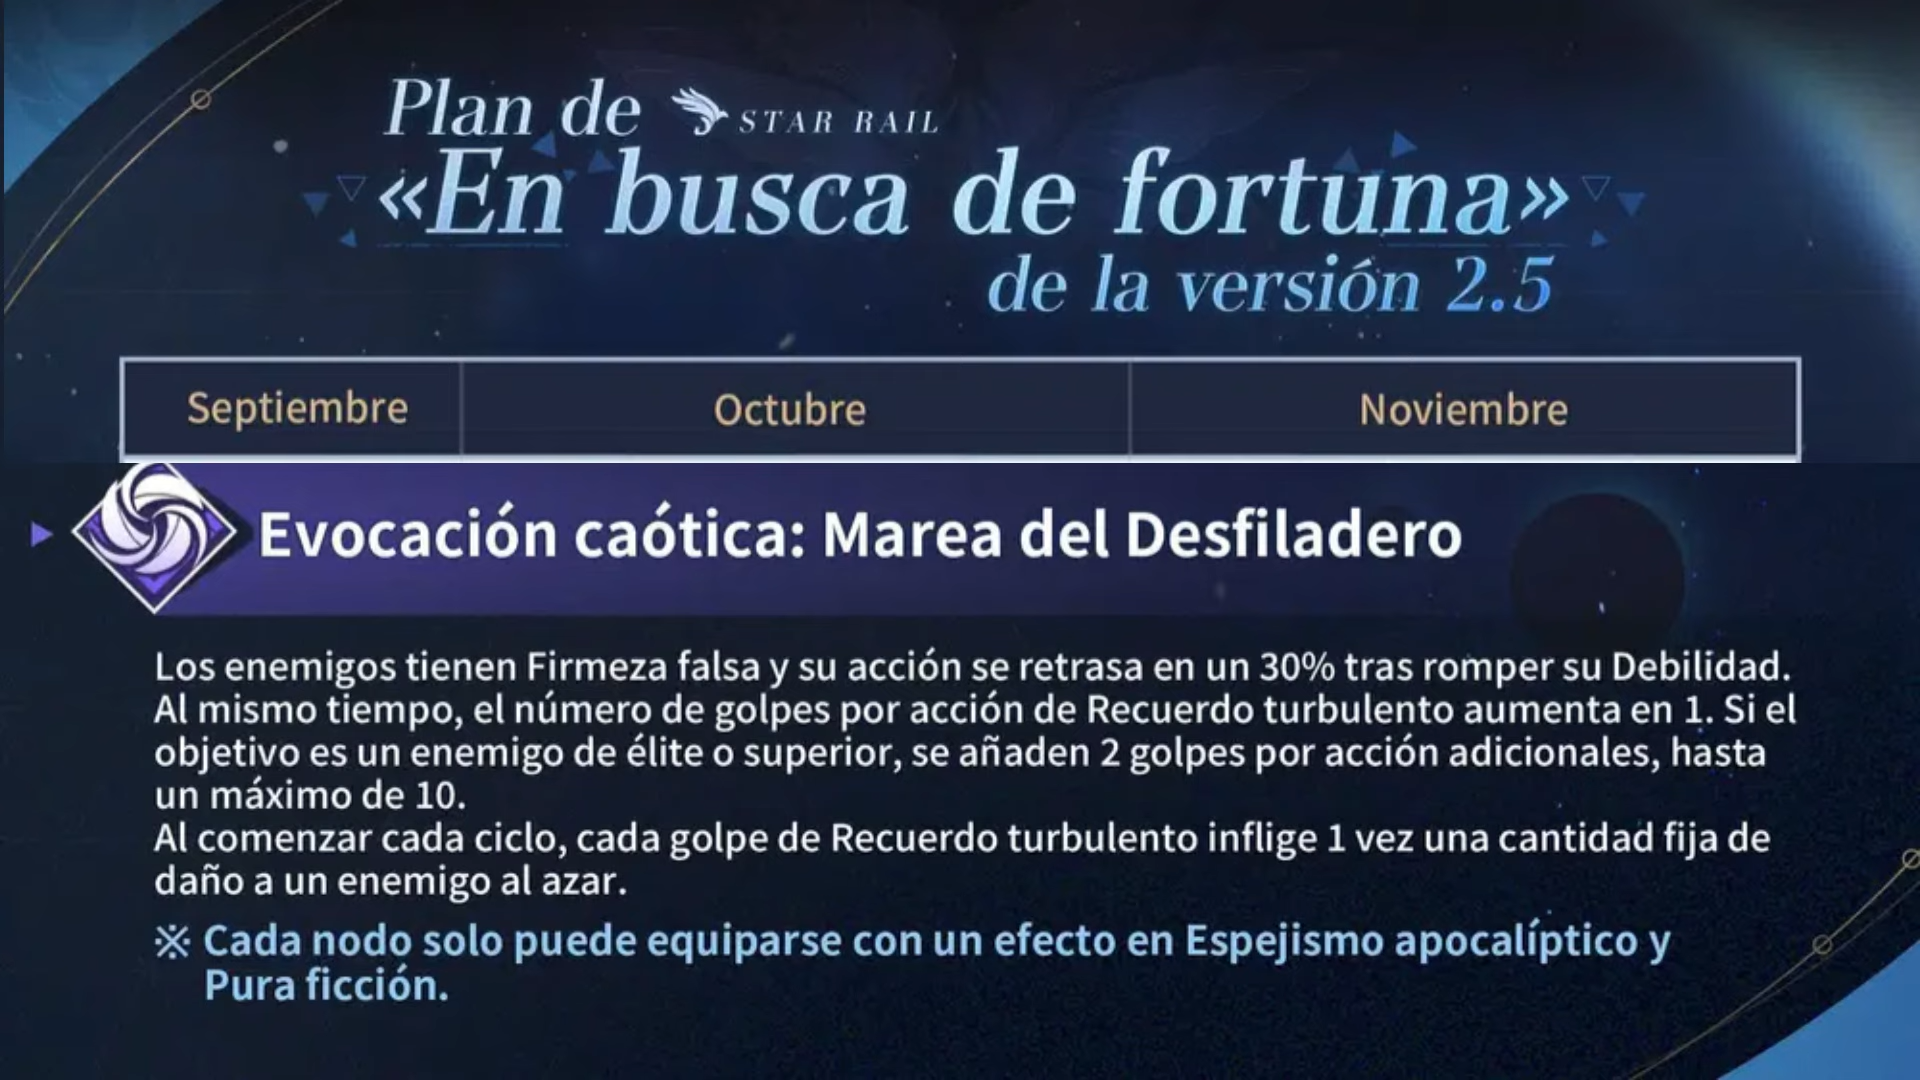 Plan de STAR RAIL
«En busca de fortuna»
de la versión 2.5
Septiembre Octubre Noviembre
Evocación caótica: Marea del Desfiladero
Los enemigos tienen Firmeza falsa y su acción se retrasa en un 30% tras romper su Debilidad.
Al mismo tiempo, el número de golpes por acción de Recuerdo turbulento aumenta en 1. Si el
objetivo es un enemigo de élite o superior, se añaden 2 golpes por acción adicionales, hasta
un máximo de 10.
Al comenzar cada ciclo, cada golpe de Recuerdo turbulento inflige 1 vez una cantidad fija de
daño a un enemigo al azar.
※ Cada nodo solo puede equiparse con un efecto en Espejismo apocalíptico y
Pura ficción.